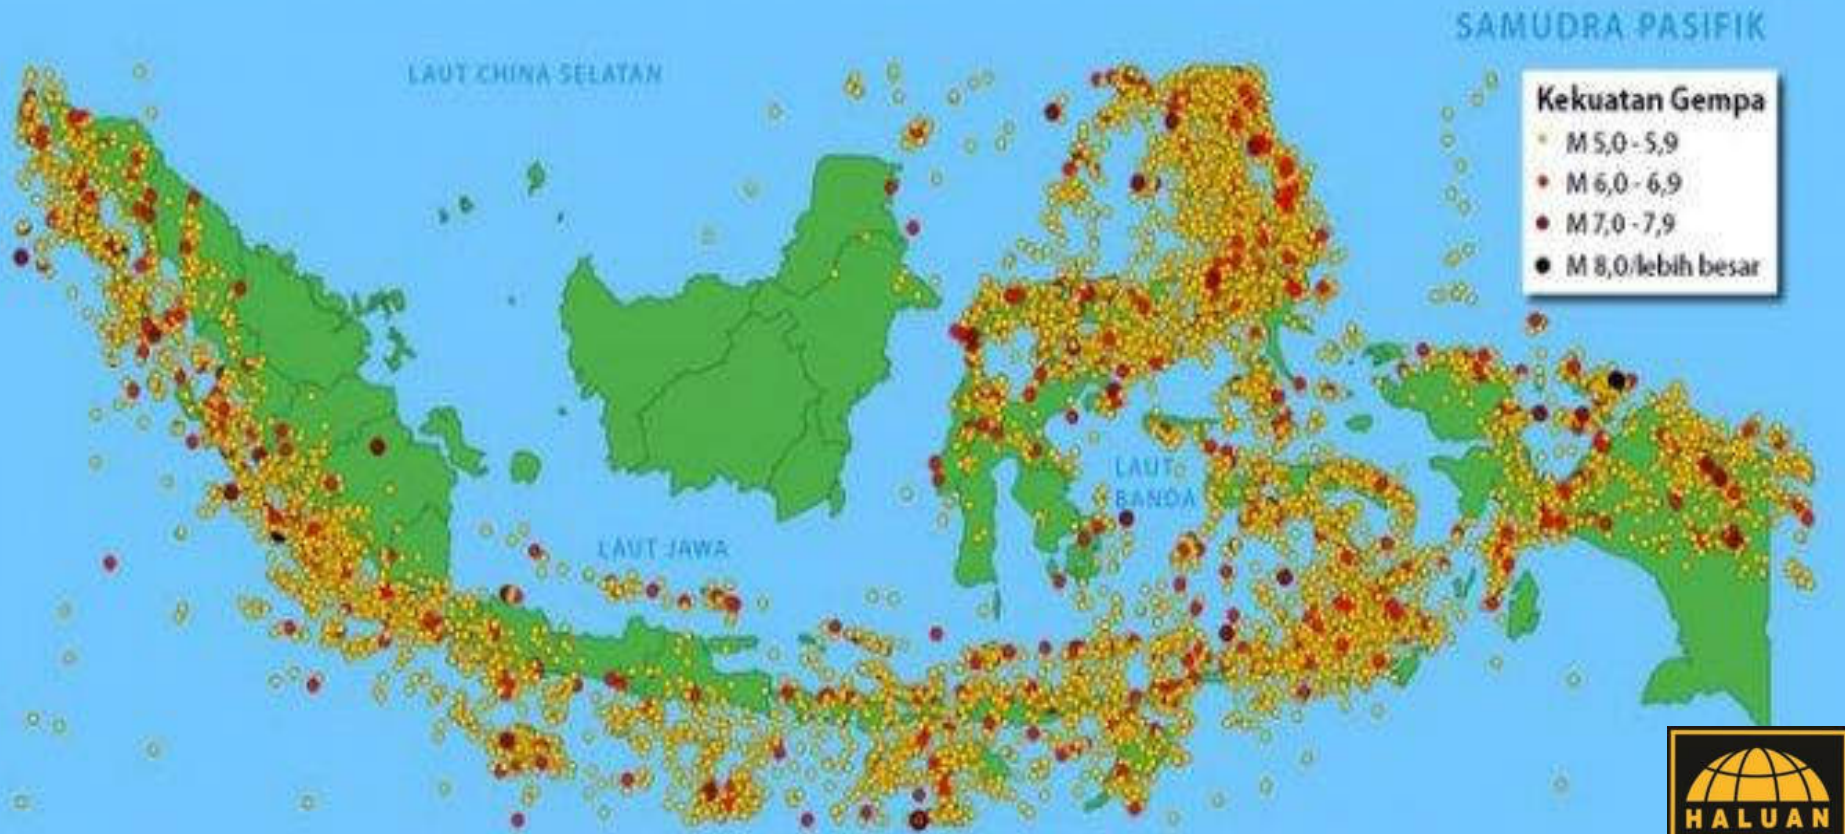 SAMUDRA PASIFIK
LAUT CHINA SELATAN
Kekuatan Gempa
M 5,0 - 5,9
M 6,0 - 6,9
M 7,0 - 7,9
M 8,0/lebih besar
LAUT
BANDA
LAUT JAWA
HALUAN